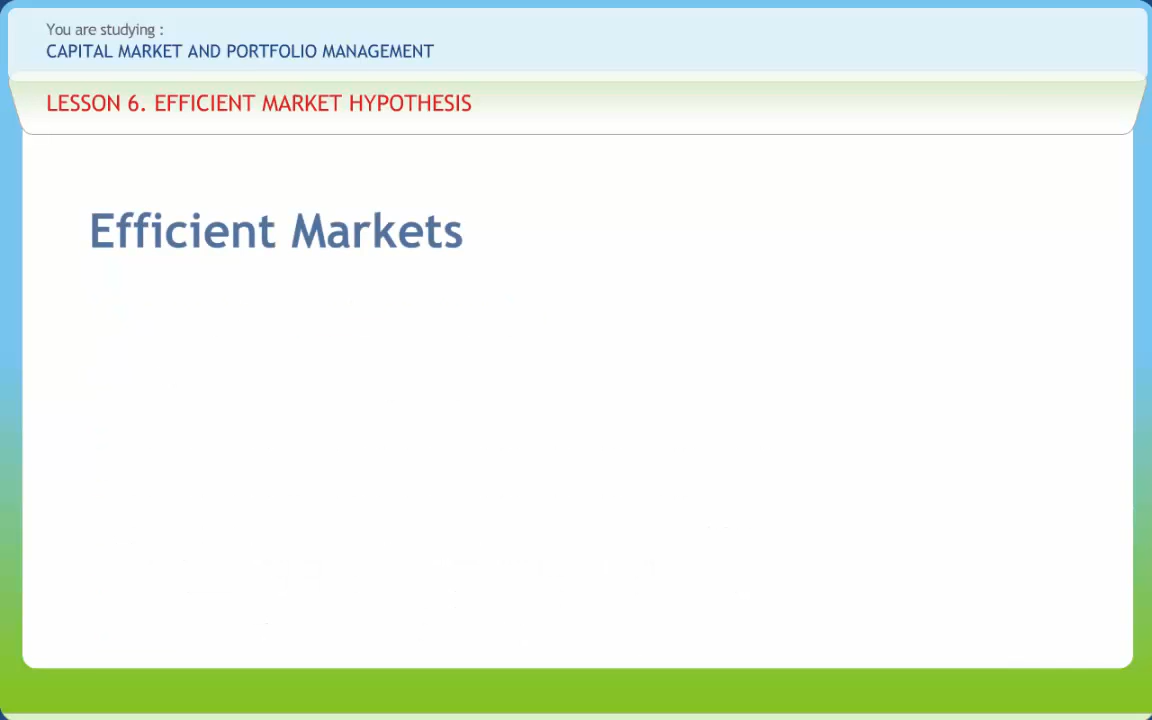 You are studying :
CAPITAL MARKET AND PORTFOLIO MANAGEMENT
LESSON 6. EFFICIENT MARKET HYPOTHESIS
Efficient Markets